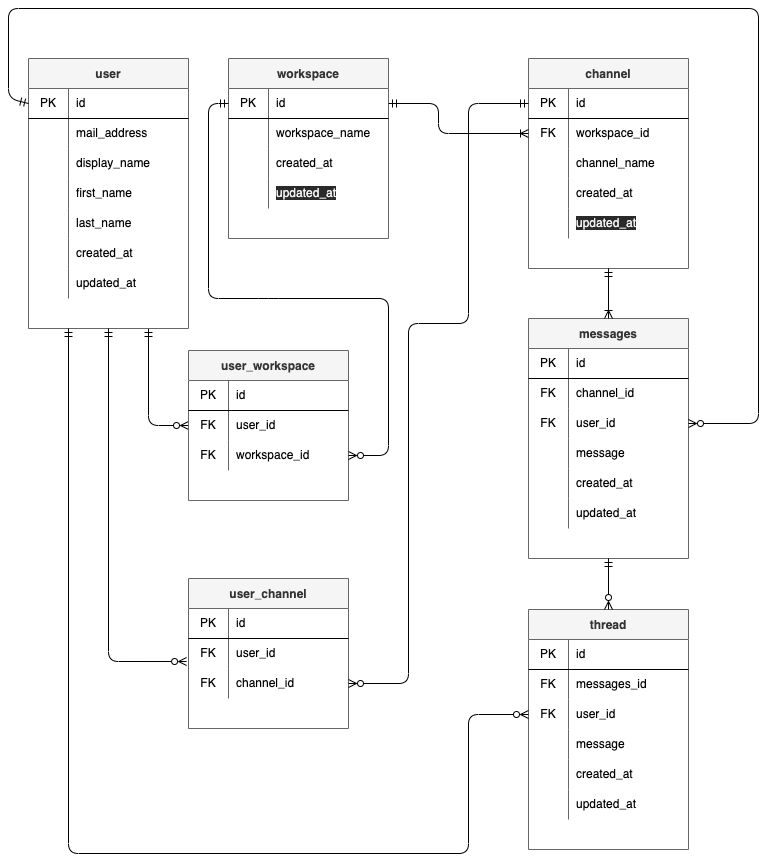 user
PK id
mail_address
display_name
first_name
last_name
created_at
updated_at
workspace
PK id
workspace_name
created_at
updated_at
channel
PK id
FK workspace_id
channel_name
created_at
updated_at
user_workspace
PK id
FK user_id
FK workspace_id
messages
PK id
FK channel_id
FK user_id
message
created_at
updated_at
user_channel
PK id
FK user_id
FK channel_id
thread
PK id
FK messages_id
FK user_id
message
created_at
updated_at